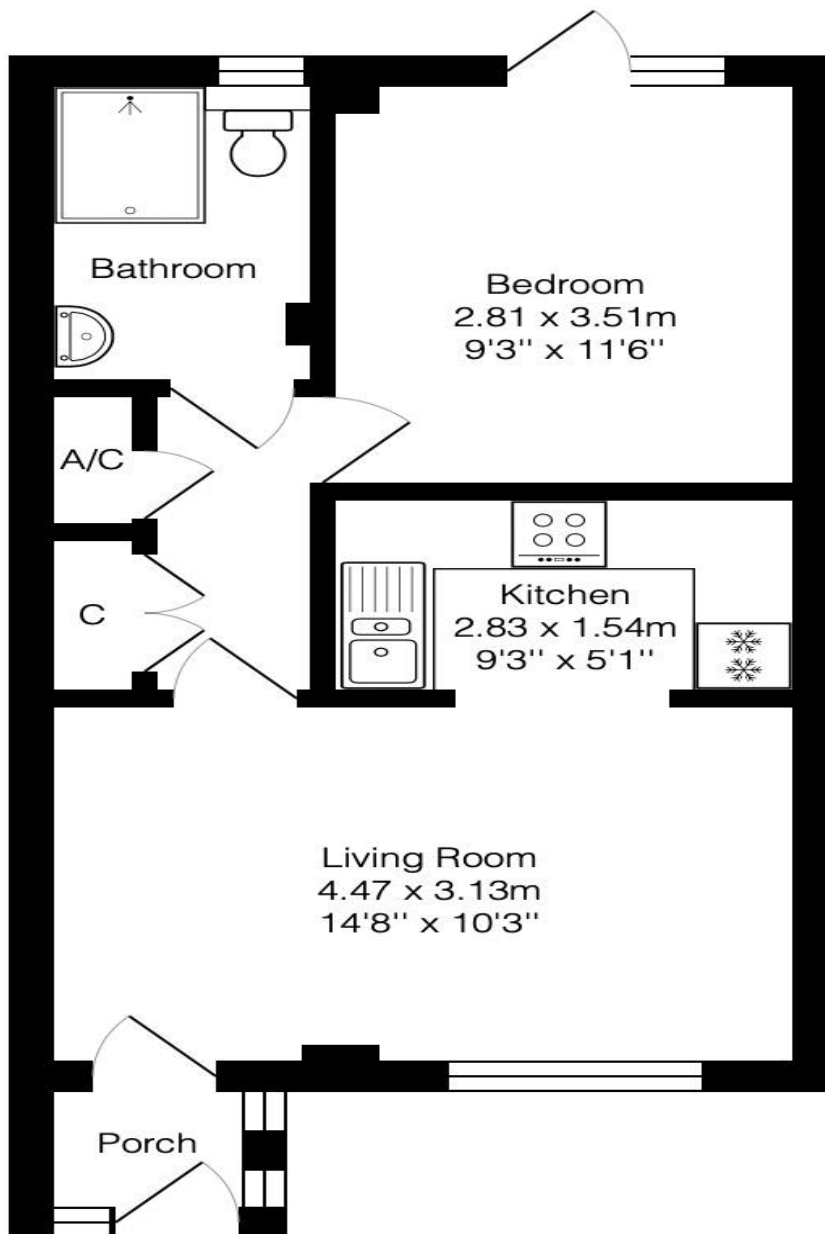 Bathroom
Bedroom
2.81 x 3.51m
9'3'' x 11'6''
A/C
C
Kitchen
2.83 x 1.54m
9'3'' x 5'1''
Living Room
4.47 x 3.13m
14'8'' x 10'3''
Porch